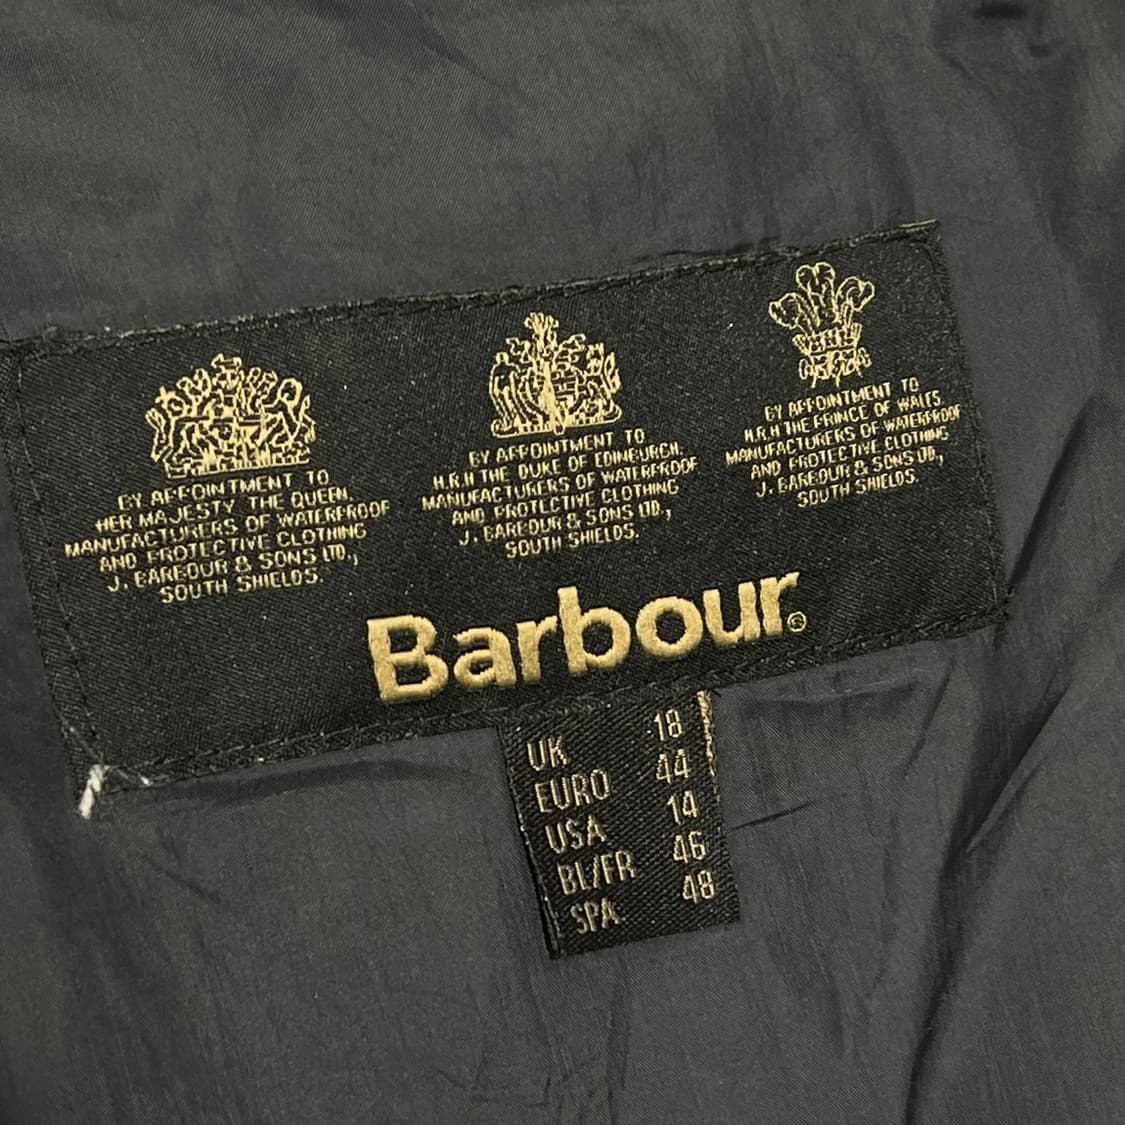 BY APPOINTMENT TO
HER MAJESTY THE QUEEN.
MANUFACTURERS OF WATERPROOF
AND PROTECTIVE CLOTHING
J. BARBOUR & SONS LTD.,
SOUTH SHIELDS.
BY APPOINTMENT TO
H.R.H THE DUKE OF EDINBURGH.
MANUFACTURERS OF WATERPROOF
AND PROTECTIVE CLOTHING
J. BARBOUR & SONS LTD.,
SOUTH SHIELDS.
BY APPOINTMENT TO
H.R.H THE PRINCE OF WALES
MANUFACTURERS OF WATERPROOF
AND PROTECTIVE CLOTHING
J. BARBOUR & SONS LTD.,
SOUTH SHIELDS.
Barbour®
UK 18
EURO 44
USA 14
BL/FR 46
SPA 48